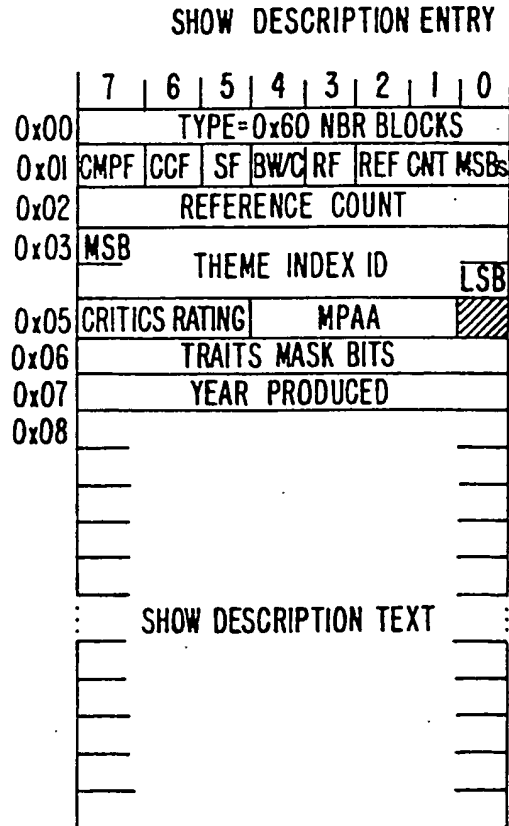 SHOW DESCRIPTION ENTRY
7 6 5 4 3 2 1 0
0x00 TYPE=0x60 NBR BLOCKS
0x01 CMPF CCF SF BW/C RF REF CNT MSBs
0x02 REFERENCE COUNT
0x03 MSB
THEME INDEX ID
LSB
0x05 CRITICS RATING MPAA
0x06 TRAITS MASK BITS
0x07 YEAR PRODUCED
0x08
SHOW DESCRIPTION TEXT